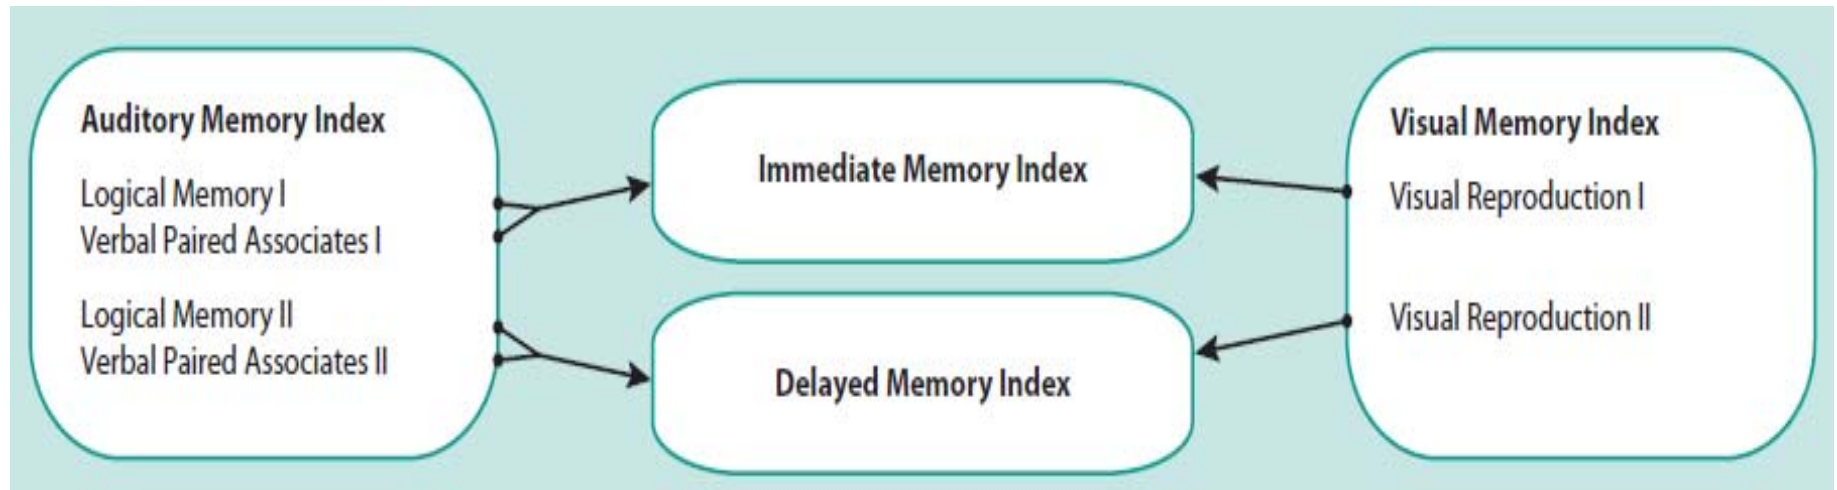 Auditory Memory Index
Logical Memory I
Verbal Paired Associates I
Logical Memory II
Verbal Paired Associates II
Immediate Memory Index
Delayed Memory Index
Visual Memory Index
Visual Reproduction I
Visual Reproduction II